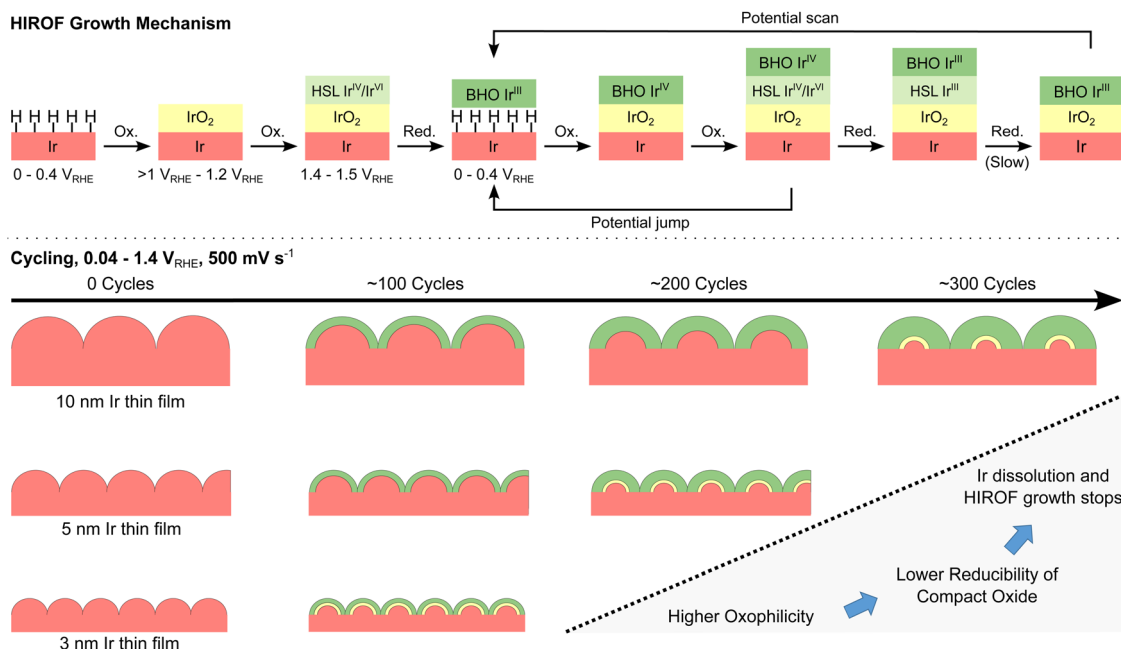 HIROF Growth Mechanism
Potential scan
H H H H H
Ir
0 - 0.4 V_RHE
Ox.
IrO₂
Ir
>1 V_RHE - 1.2 V_RHE
Ox.
HSL Ir^IV/Ir^VI
IrO₂
Ir
1.4 - 1.5 V_RHE
Red.
BHO Ir^III
H H H H H
Ir
0 - 0.4 V_RHE
Ox.
BHO Ir^IV
IrO₂
Ir
Ox.
BHO Ir^IV
HSL Ir^IV/Ir^VI
IrO₂
Ir
Red.
BHO Ir^III
HSL Ir^III
IrO₂
Ir
Red.
(Slow)
BHO Ir^III
IrO₂
Ir
Potential jump
Cycling, 0.04 - 1.4 V_RHE, 500 mV s⁻¹
0 Cycles
~100 Cycles
~200 Cycles
~300 Cycles
10 nm Ir thin film
5 nm Ir thin film
3 nm Ir thin film
Ir dissolution and
HIROF growth stops
Lower Reducibility of
Compact Oxide
Higher Oxophilicity